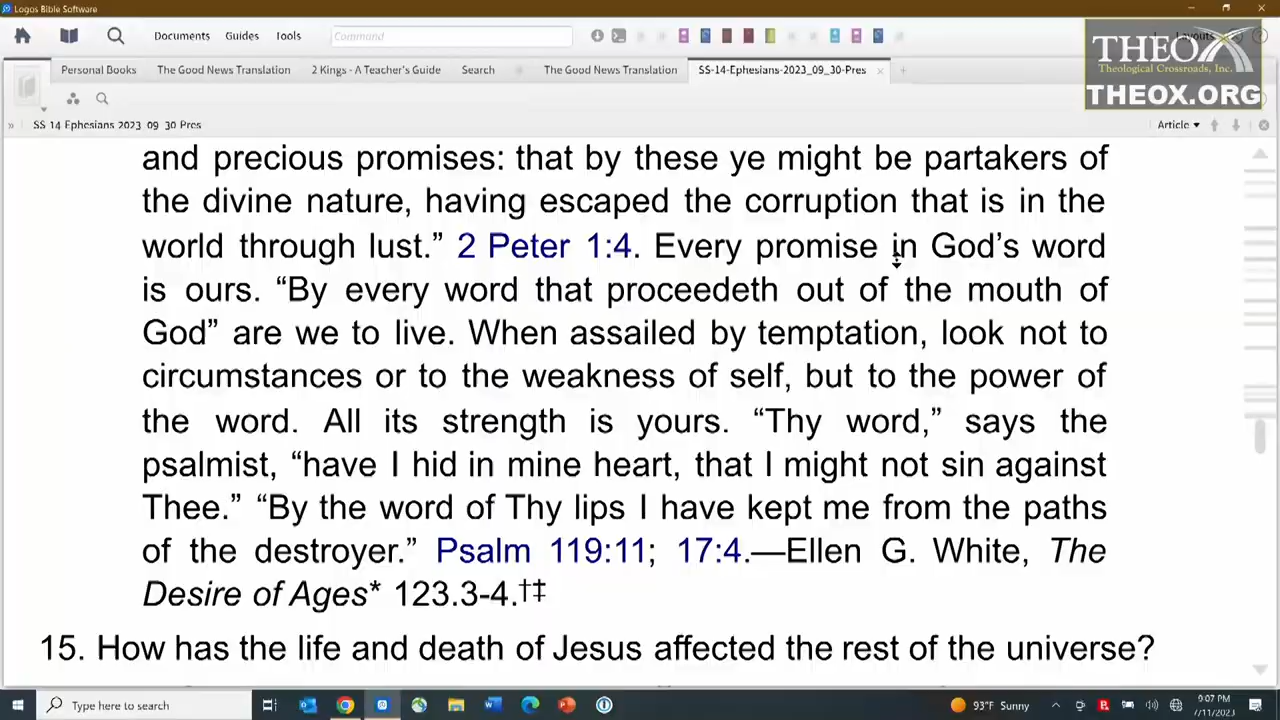 Logos Bible Software
Documents Guides Tools Command Layouts
THEOX
Theological Crossroads, Inc.
THEOX.ORG
Personal Books The Good News Translation 2 Kings - A Teacher's Guide Search The Good News Translation SS-14-Ephesians-2023_09_30-Pres
» SS 14 Ephesians 2023 09 30 Pres Article
and precious promises: that by these ye might be partakers of
the divine nature, having escaped the corruption that is in the
world through lust.” 2 Peter 1:4. Every promise in God’s word
is ours. “By every word that proceedeth out of the mouth of
God” are we to live. When assailed by temptation, look not to
circumstances or to the weakness of self, but to the power of
the word. All its strength is yours. “Thy word,” says the
psalmist, “have I hid in mine heart, that I might not sin against
Thee.” “By the word of Thy lips I have kept me from the paths
of the destroyer.” Psalm 119:11; 17:4.—Ellen G. White, The
Desire of Ages* 123.3-4.†‡
15. How has the life and death of Jesus affected the rest of the universe?
Type here to search 93°F Sunny 9:07 PM
7/11/2023